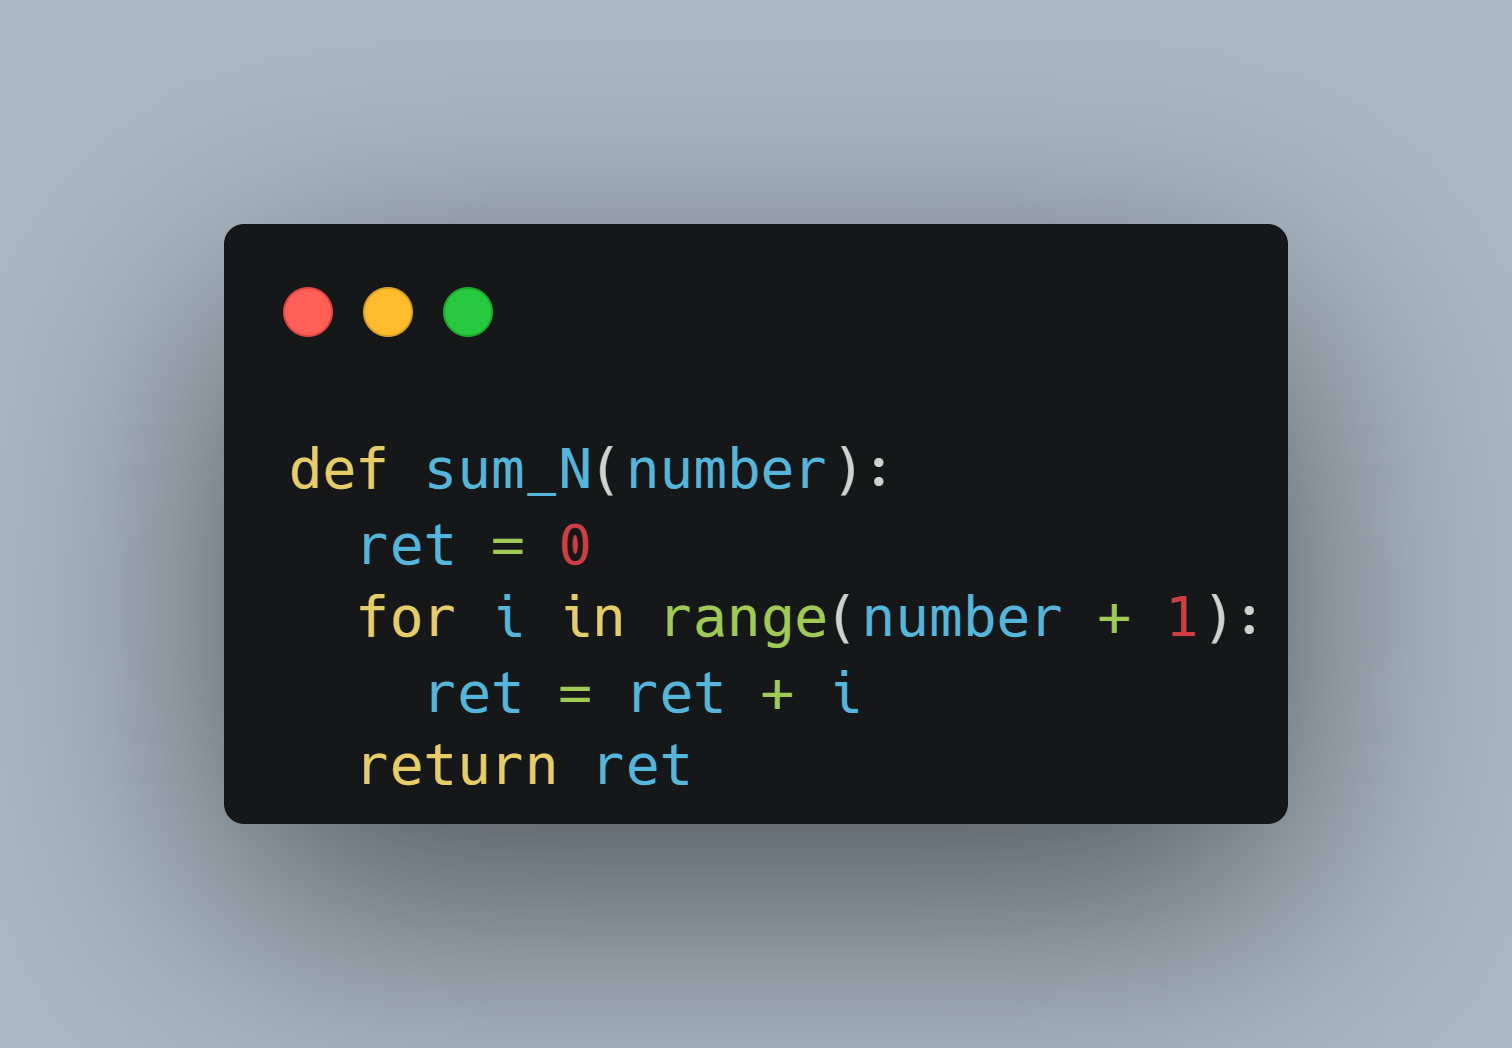 def sum_N(number):
  ret = 0
  for i in range(number + 1):
    ret = ret + i
  return ret